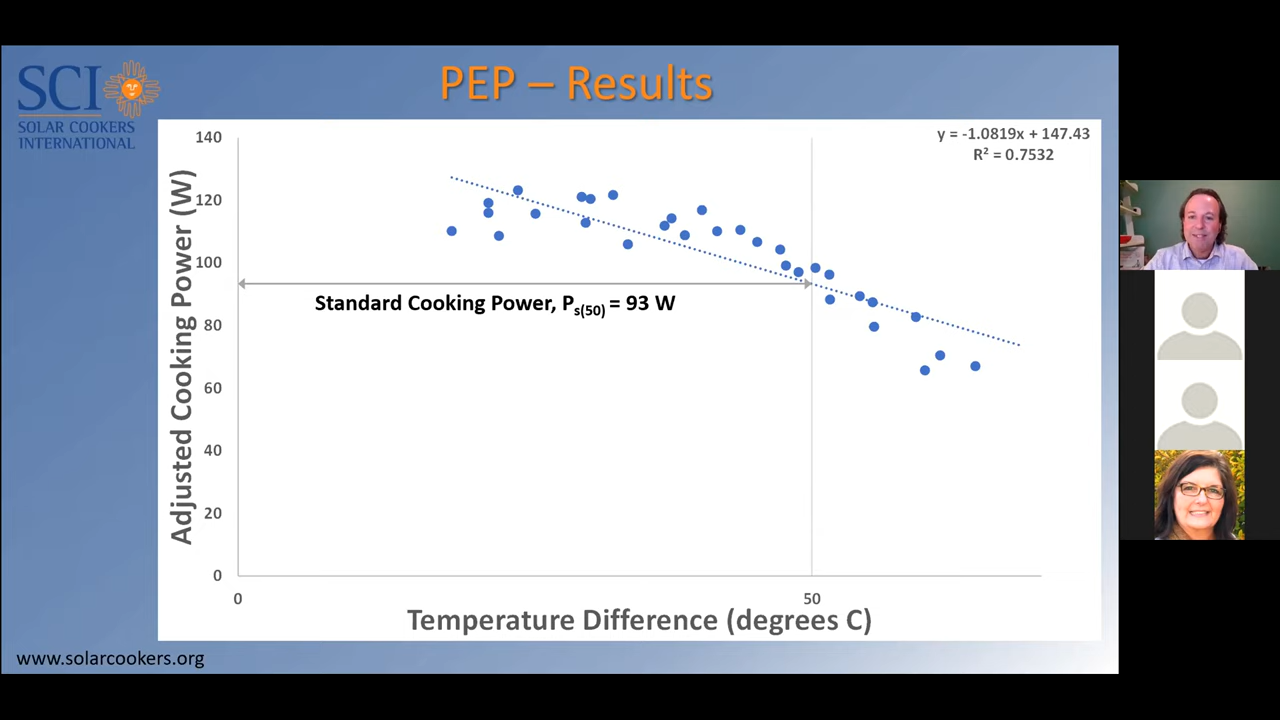 PEP – Results
SCI
SOLAR COOKERS
INTERNATIONAL
y = -1.0819x + 147.43
R² = 0.7532
Adjusted Cooking Power (W)
140
120
100
80
60
40
20
0
Standard Cooking Power, Ps(50) = 93 W
0
50
Temperature Difference (degrees C)
www.solarcookers.org